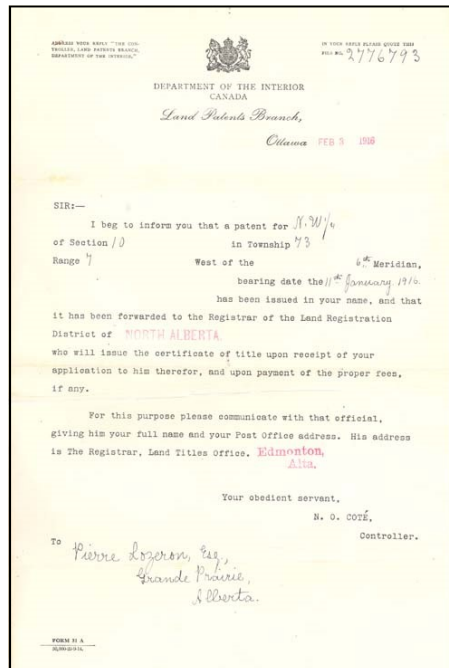 ADDRESS YOUR REPLY "THE CON-
TROLLER, LAND PATENTS BRANCH,
DEPARTMENT OF THE INTERIOR."
IN YOUR REPLY PLEASE QUOTE THIS
FILE NO. 2776793
DEPARTMENT OF THE INTERIOR
CANADA
Land Patents Branch,
Ottawa FEB 3 1916
SIR:—
I beg to inform you that a patent for N.W¼
of Section 10 in Township 73
Range 7 West of the 6th Meridian,
bearing date the 11th January, 1916.
has been issued in your name, and that
it has been forwarded to the Registrar of the Land Registration
District of NORTH ALBERTA
who will issue the certificate of title upon receipt of your
application to him therefor, and upon payment of the proper fees,
if any.
For this purpose please communicate with that official,
giving him your full name and your Post Office address. His address
is The Registrar, Land Titles Office. Edmonton,
Alta.
Your obedient servant,
N. O. COTÉ,
Controller.
To
Pierre Lozeron, Esq.,
Grande Prairie,
Alberta.
FORM 31 A